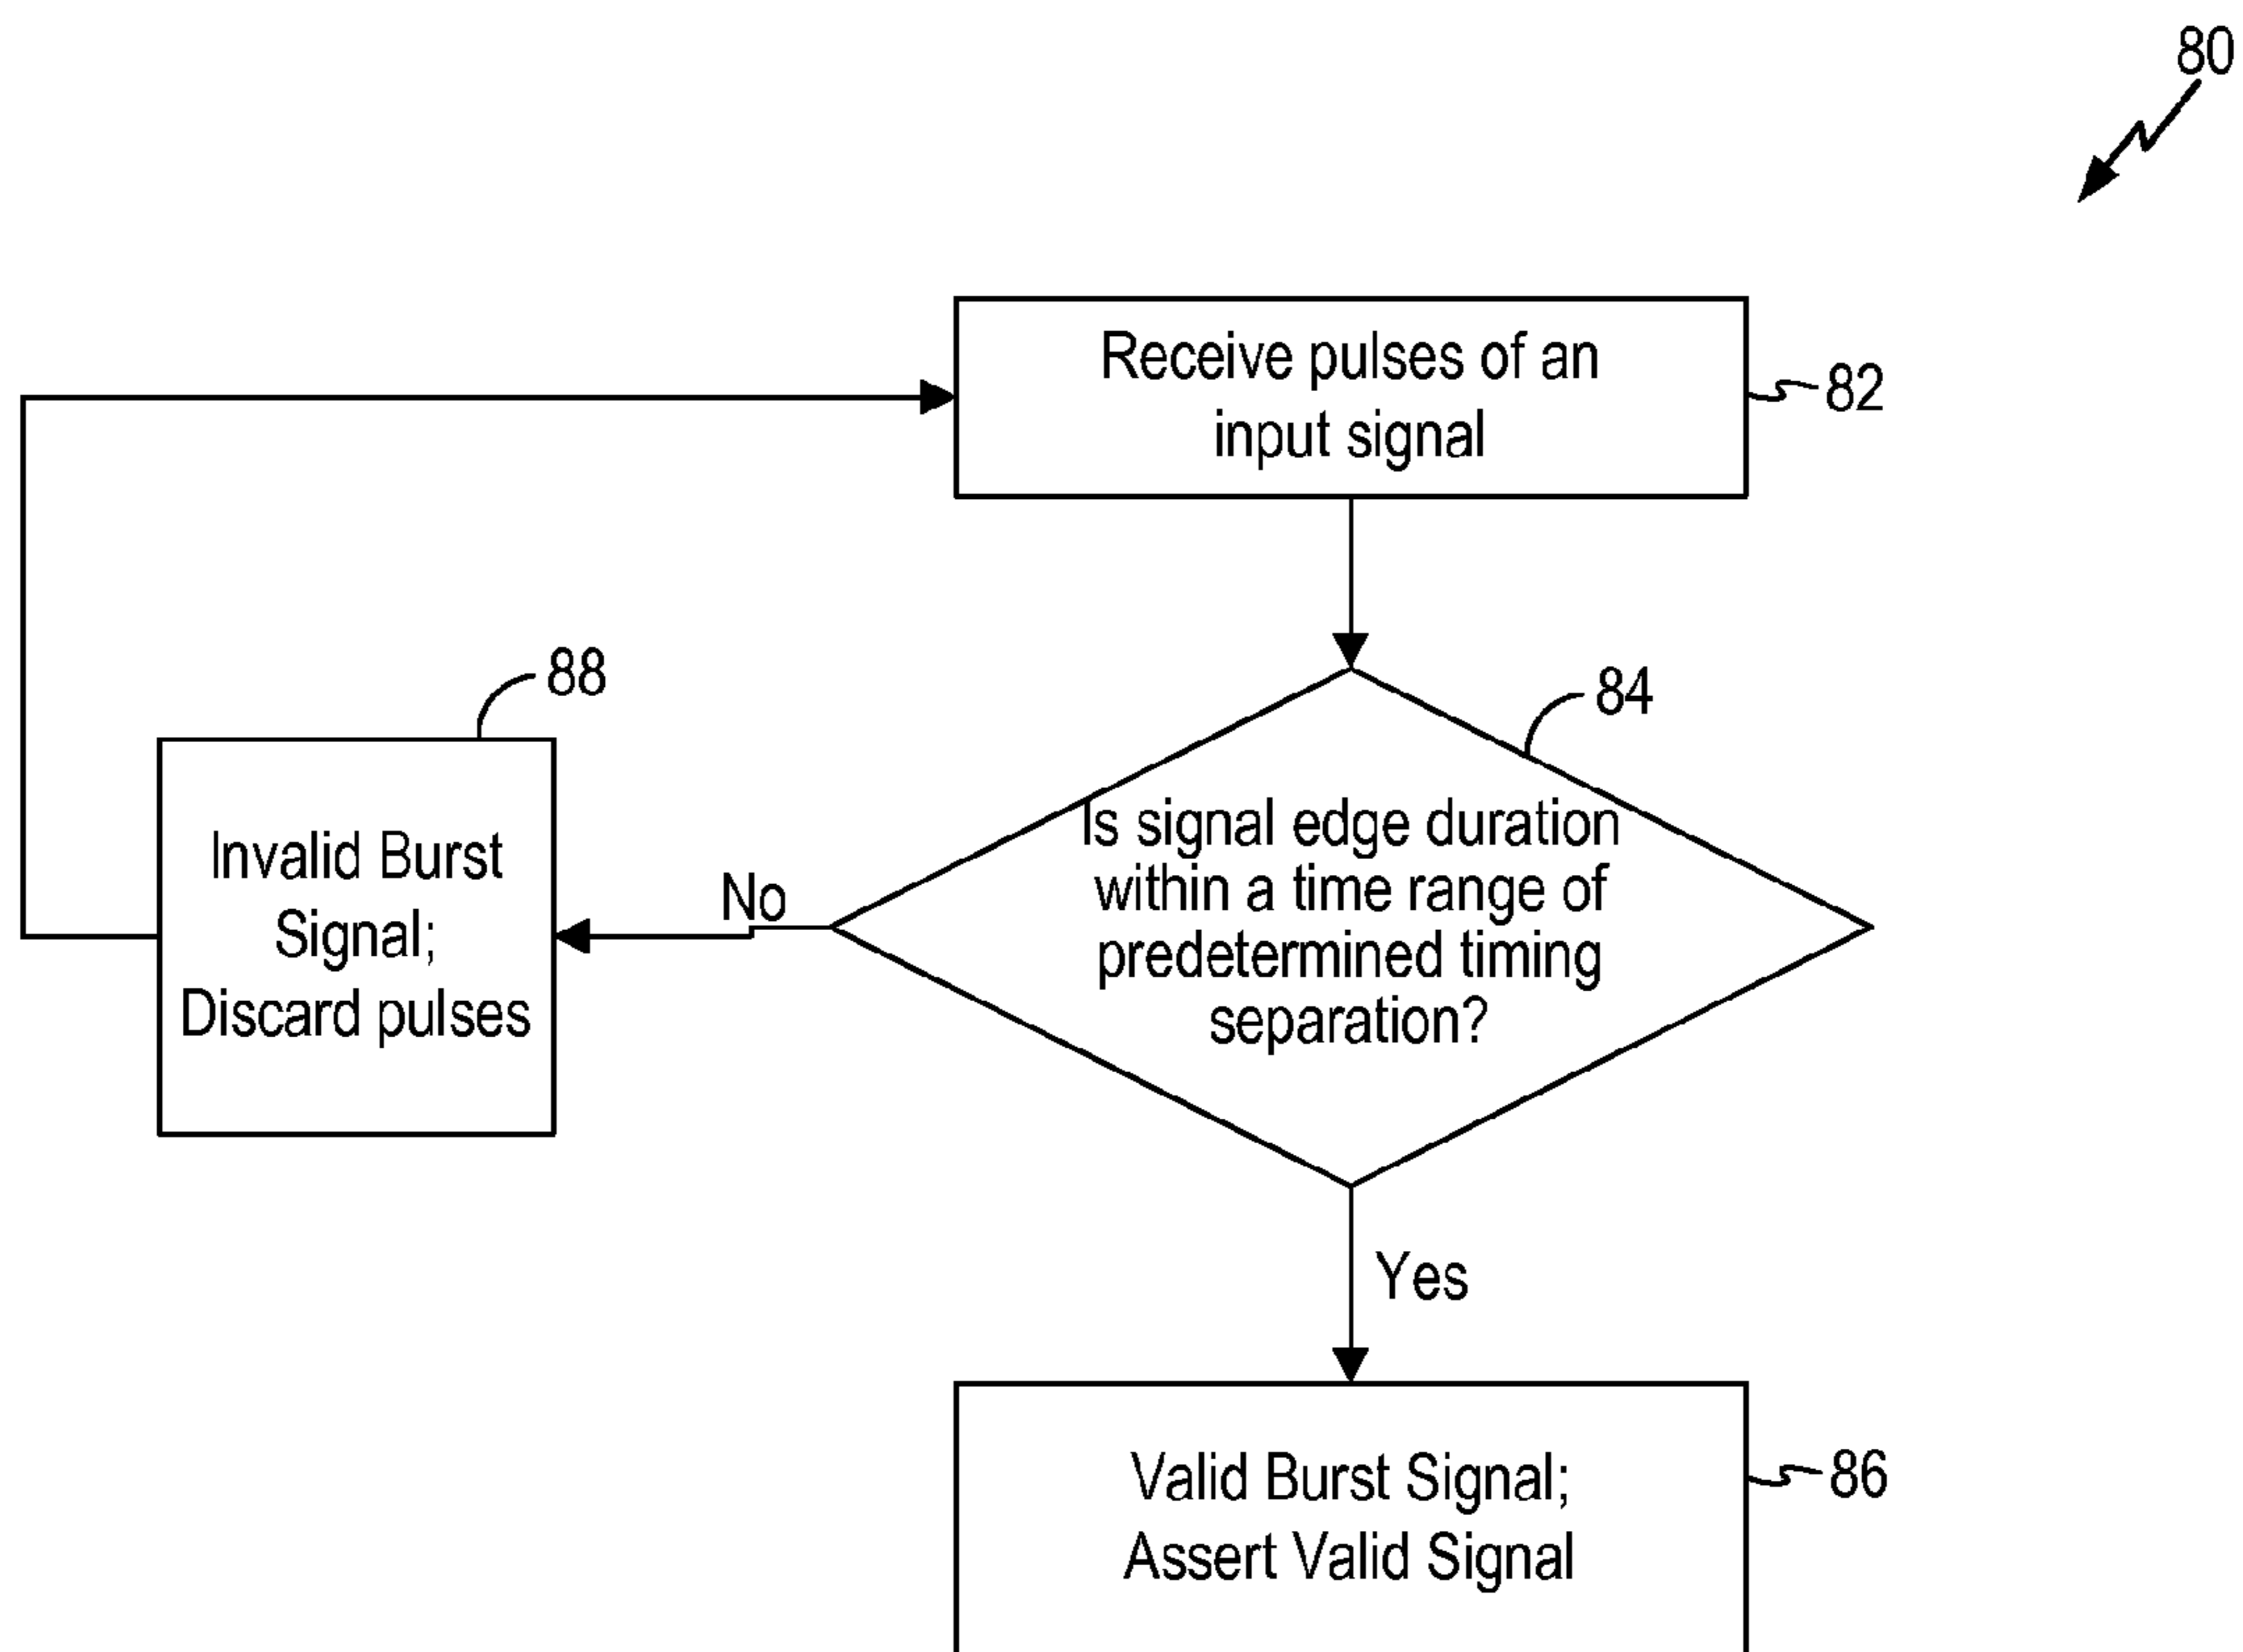 80
Receive pulses of an
input signal
82
84
Is signal edge duration
within a time range of
predetermined timing
separation?
No
88
Invalid Burst
Signal;
Discard pulses
Yes
Valid Burst Signal;
Assert Valid Signal
86